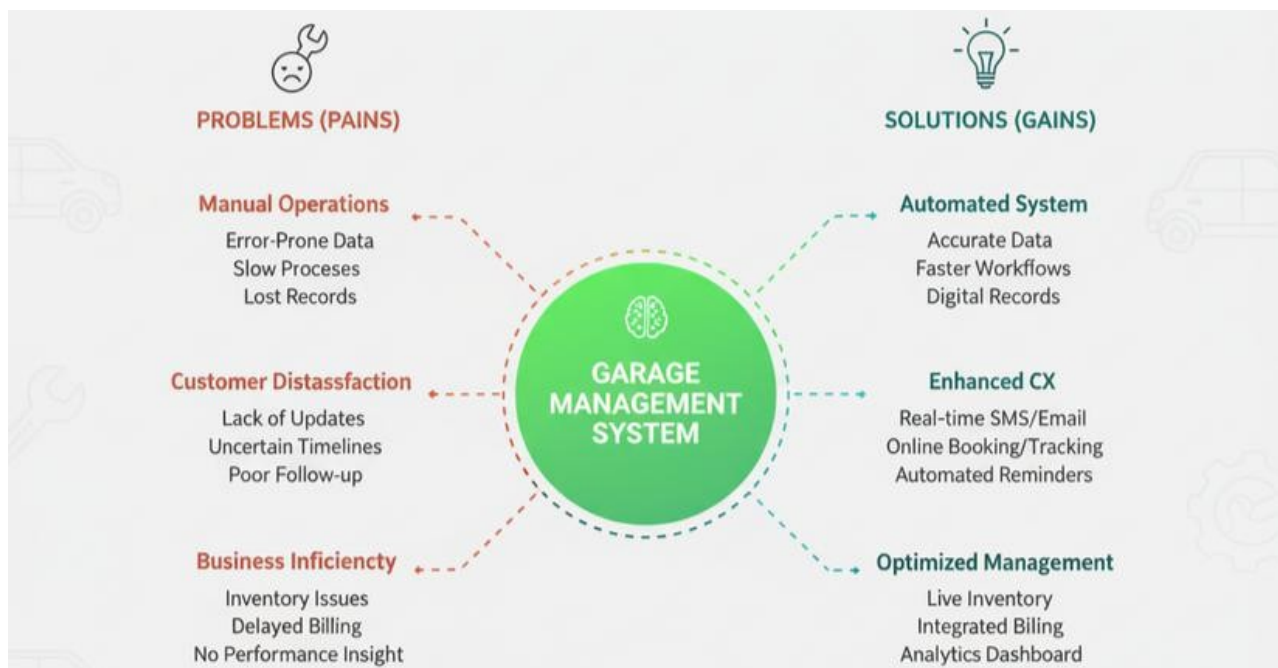 PROBLEMS (PAINS)
Manual Operations
Error-Prone Data
Slow Proceses
Lost Records
Customer Distassfaction
Lack of Updates
Uncertain Timelines
Poor Follow-up
Business Inficiencty
Inventory Issues
Delayed Billing
No Performance Insight
GARAGE
MANAGEMENT
SYSTEM
SOLUTIONS (GAINS)
Automated System
Accurate Data
Faster Workflows
Digital Records
Enhanced CX
Real-time SMS/Email
Online Booking/Tracking
Automated Reminders
Optimized Management
Live Inventory
Integrated Biling
Analytics Dashboard